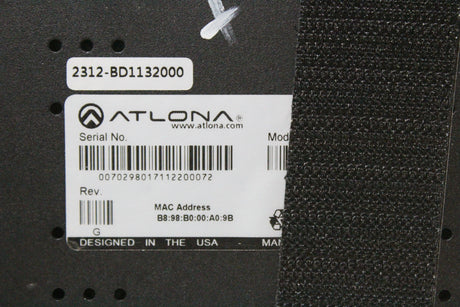 2312-BD1132000
ATLONA®
www.atlona.com
Serial No. Mod
0070298017112200072
Rev.
MAC Address
G B8:98:B0:00:A0:9B
DESIGNED IN THE USA - MAN